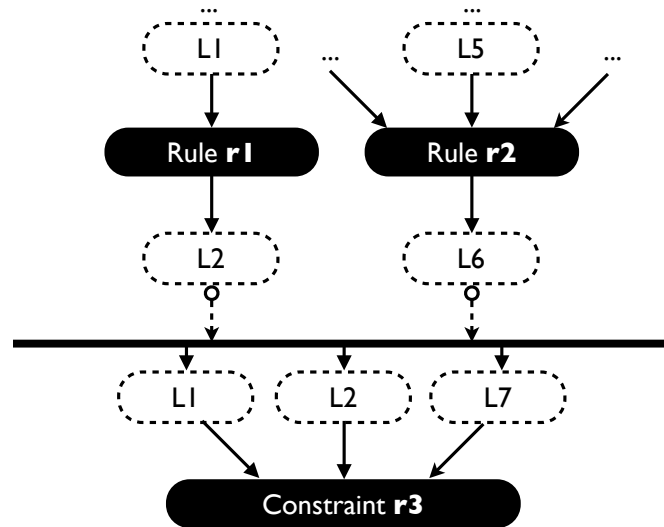 ...
L1 L5
... ...
Rule r1 Rule r2
L2 L6
L1 L2 L7
Constraint r3